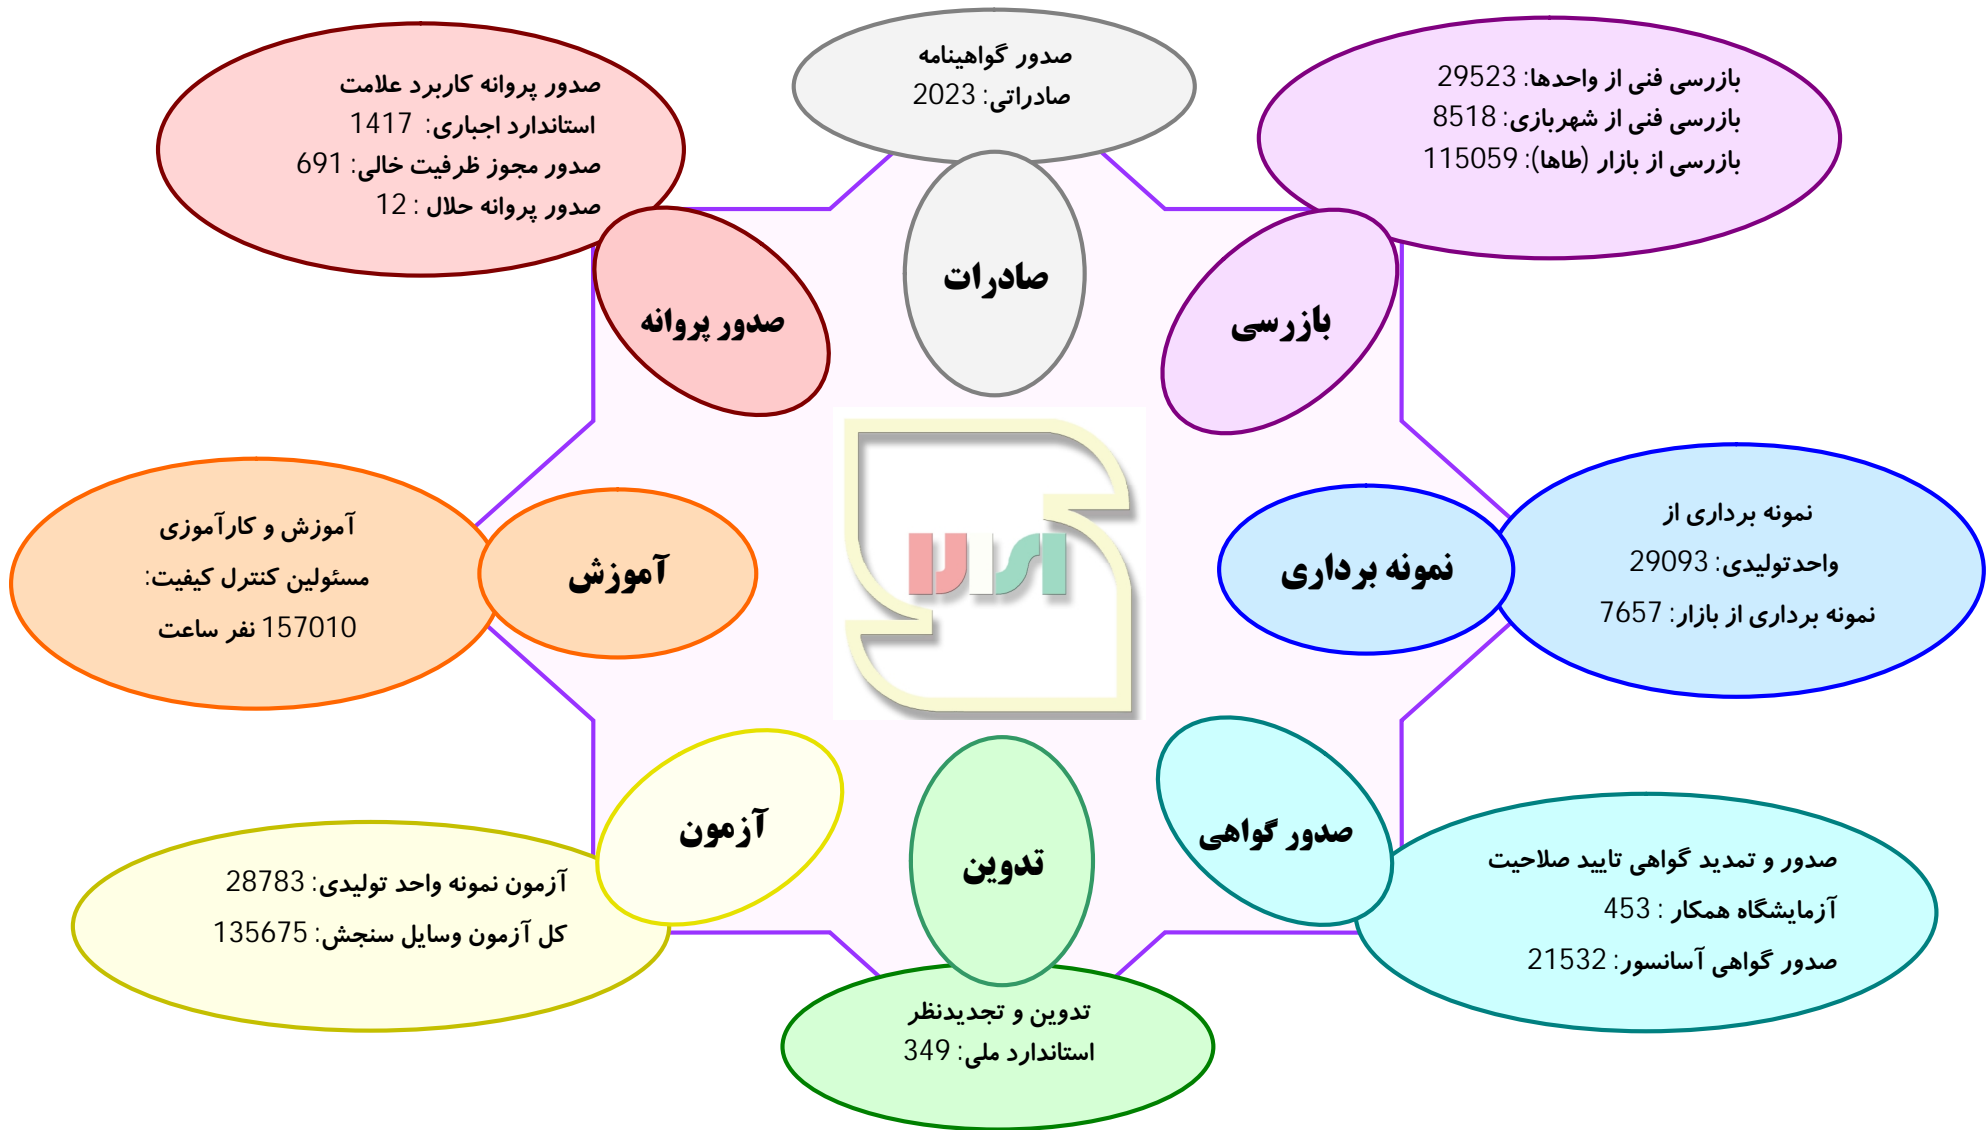 صدور گواهینامه
صادراتی: 2023
صادرات
بازرسی فنی از واحدها: 29523
بازرسی فنی از شهربازی: 8518
بازرسی از بازار (طاها): 115059
بازرسی
نمونه برداری از
واحدتولیدی: 29093
نمونه برداری از بازار: 7657
نمونه برداری
صدور و تمدید گواهی تایید صلاحیت
آزمایشگاه همکار : 453
صدور گواهی آسانسور: 21532
صدور گواهی
تدوین
تدوین و تجدیدنظر
استاندارد ملی: 349
آزمون
آزمون نمونه واحد تولیدی: 28783
کل آزمون وسایل سنجش: 135675
آموزش
آموزش و کارآموزی
مسئولین کنترل کیفیت:
157010 نفر ساعت
صدور پروانه کاربرد علامت
استاندارد اجباری: 1417
صدور مجوز ظرفیت خالی: 691
صدور پروانه حلال : 12
صدور پروانه